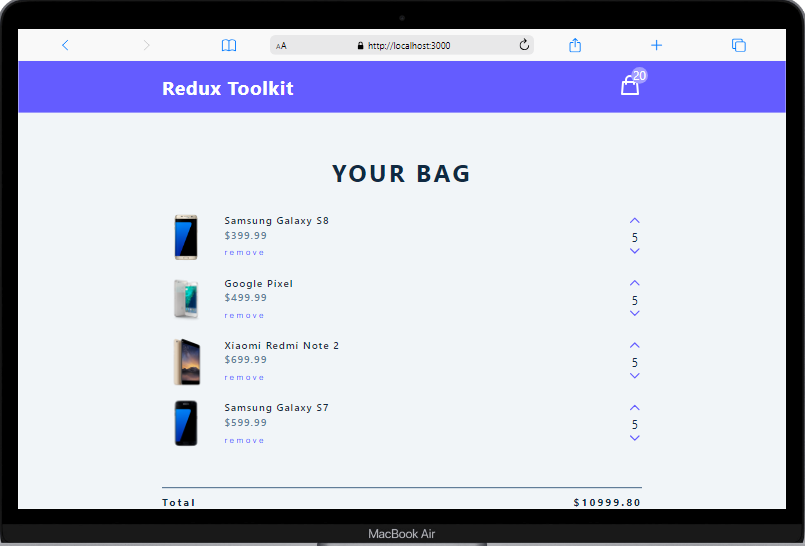 AA
http://localhost:3000
Redux Toolkit
20
YOUR BAG
Samsung Galaxy S8
$399.99
remove
5
Google Pixel
$499.99
remove
5
Xiaomi Redmi Note 2
$699.99
remove
5
Samsung Galaxy S7
$599.99
remove
5
Total $10999.80
MacBook Air